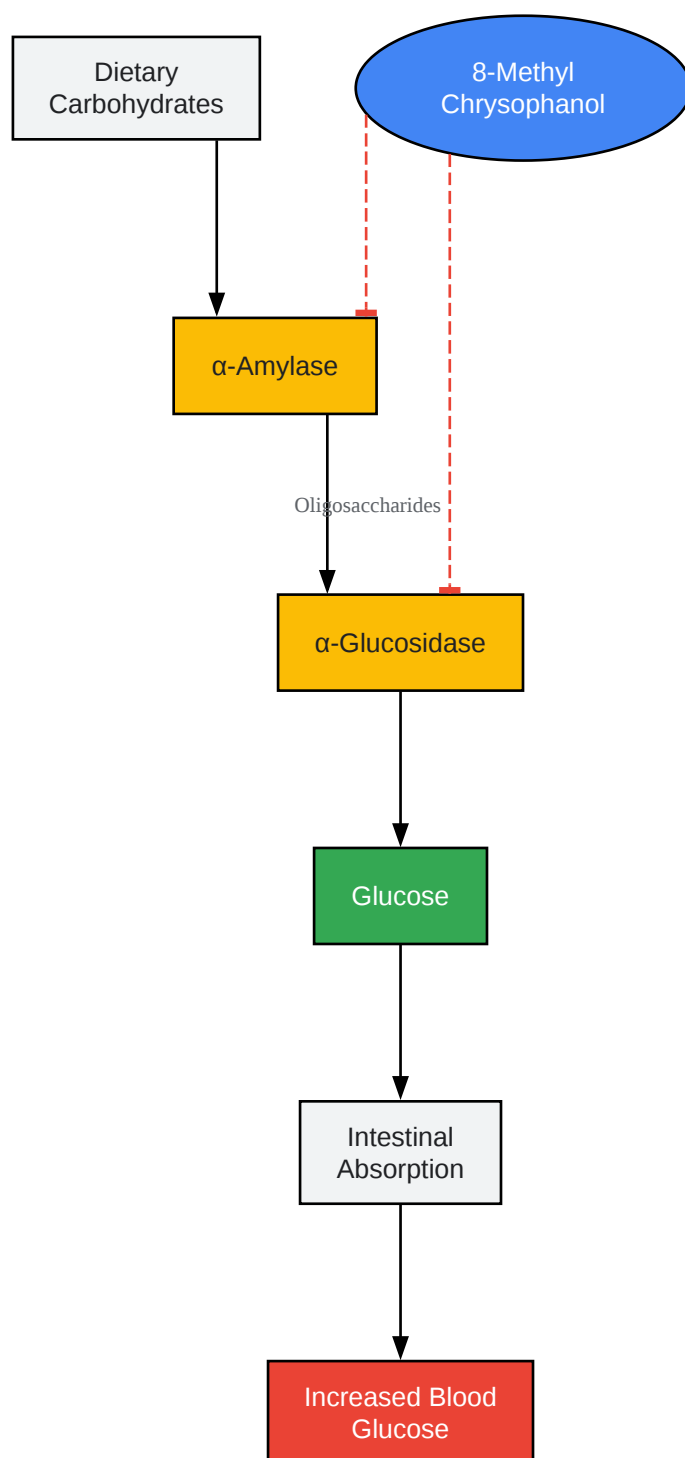 Dietary
Carbohydrates
8-Methyl
Chrysophanol
α-Amylase
Oligosaccharides
α-Glucosidase
Glucose
Intestinal
Absorption
Increased Blood
Glucose